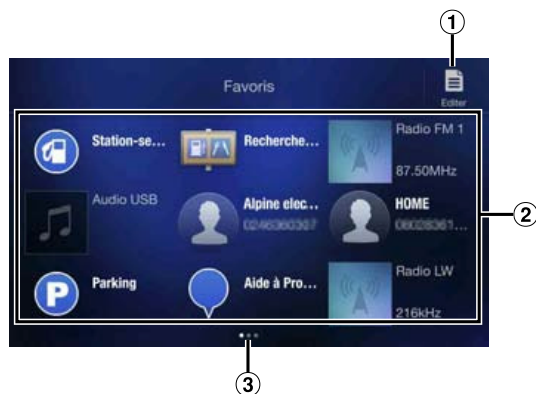 ①
Favoris
Editer
Station-se...
Recherche...
Radio FM 1
87.50MHz
Audio USB
Alpine elec...
HOME
②
P
Parking
Aide à Pro...
Radio LW
216kHz
③